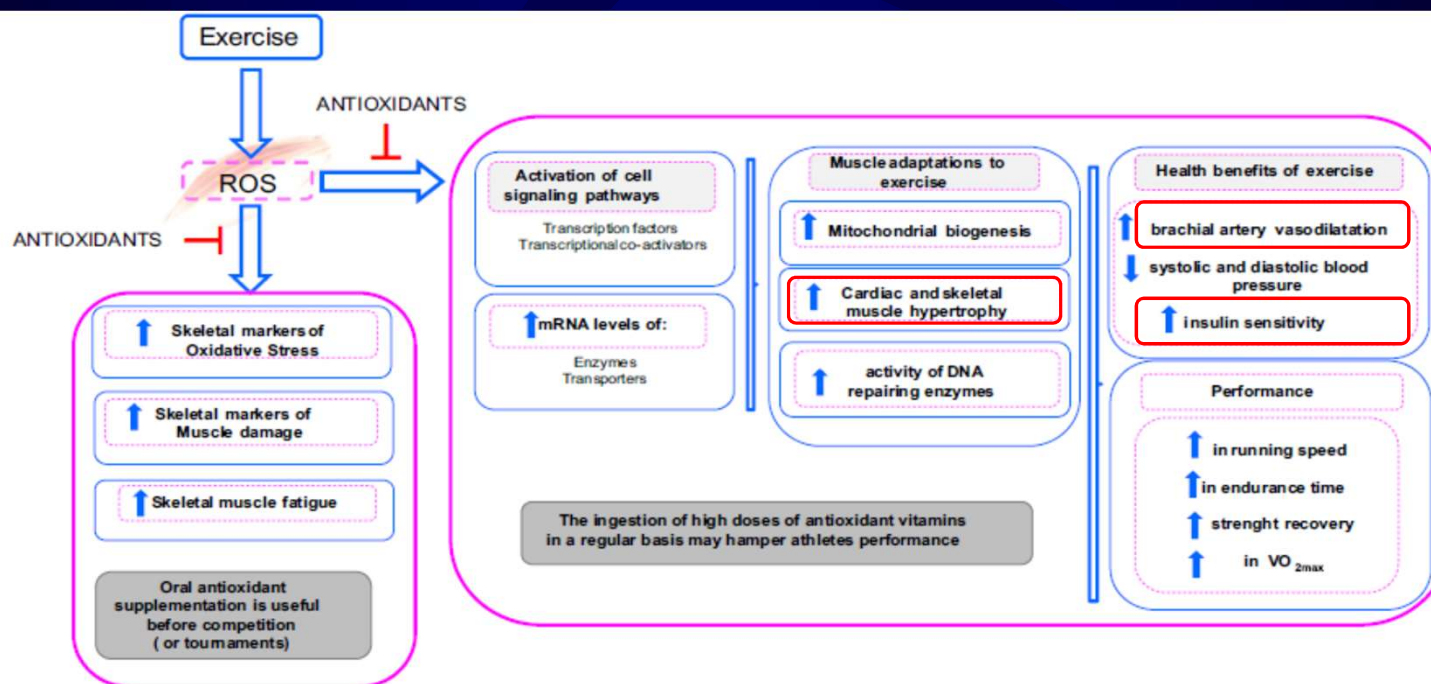 Exercise
ANTIOXIDANTS
ROS
ANTIOXIDANTS
Skeletal markers of
Oxidative Stress
Skeletal markers of
Muscle damage
Skeletal muscle fatigue
Oral antioxidant
supplementation is useful
before competition
( or tournaments)
Activation of cell
signaling pathways
Transcription factors
Transcriptional co-activators
mRNA levels of:
Enzymes
Transporters
Muscle adaptations to
exercise
Mitochondrial biogenesis
Cardiac and skeletal
muscle hypertrophy
activity of DNA
repairing enzymes
The ingestion of high doses of antioxidant vitamins
in a regular basis may hamper athletes performance
Health benefits of exercise
brachial artery vasodilatation
systolic and diastolic blood
pressure
insulin sensitivity
Performance
in running speed
in endurance time
strenght recovery
in VO2max